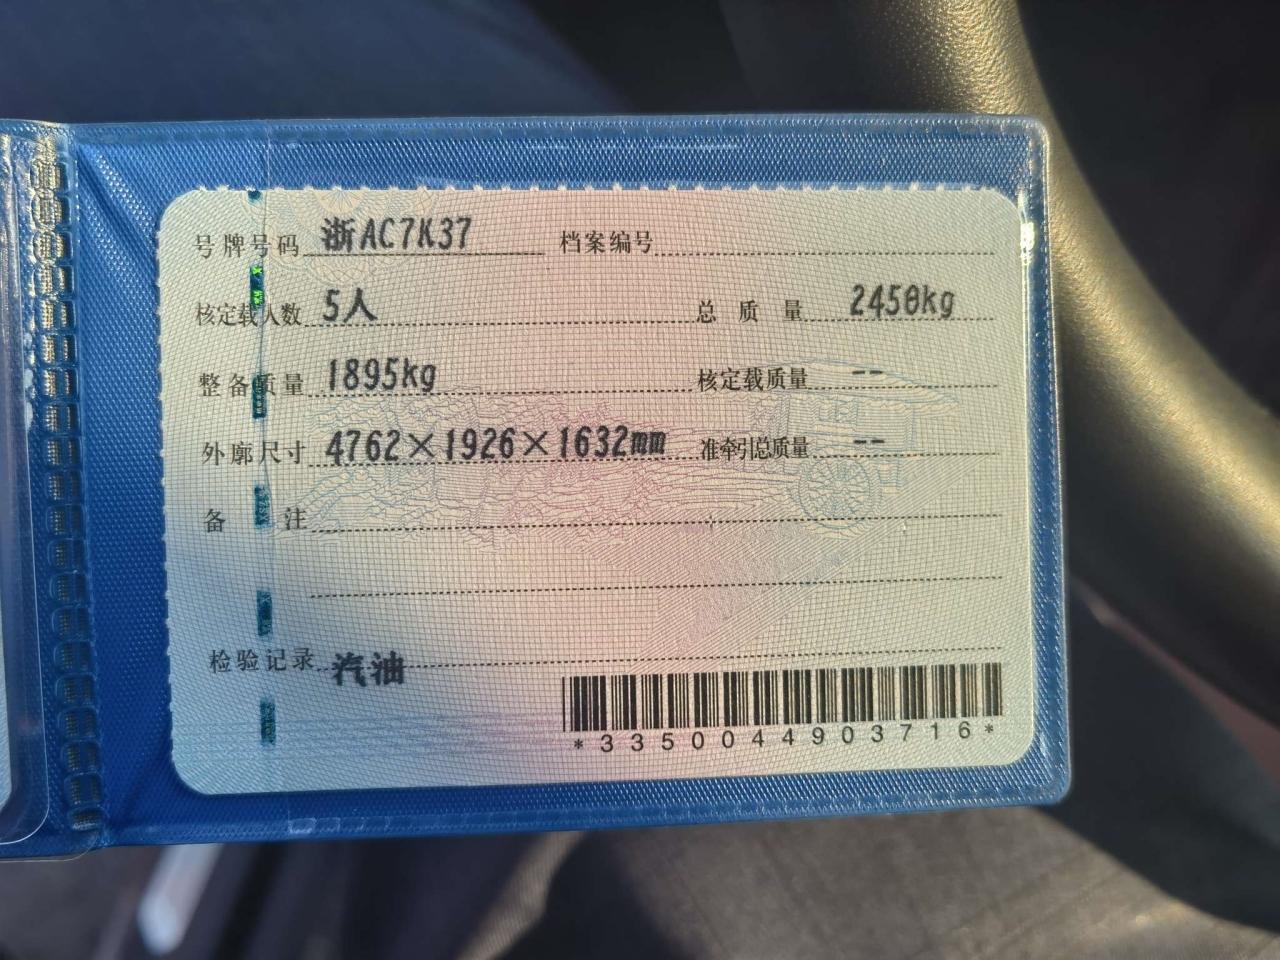 号牌号码 浙AC7K37 档案编号
核定载人数 5人 总质量 2450kg
整备质量 1895kg 核定载质量 --
外廓尺寸 4762×1926×1632mm 准牵引总质量 --
备注
检验记录 汽油
*3350044903716*